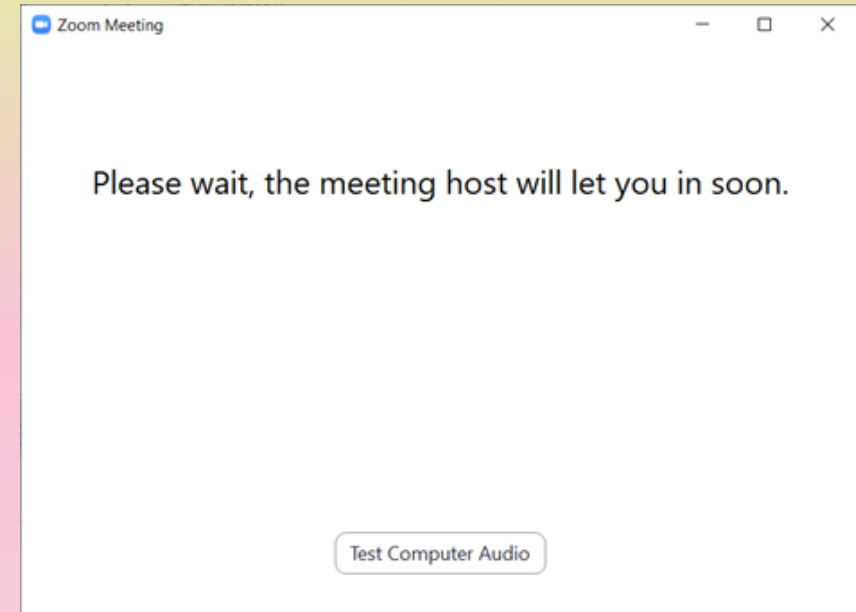 Zoom Meeting
Please wait, the meeting host will let you in soon.
Test Computer Audio